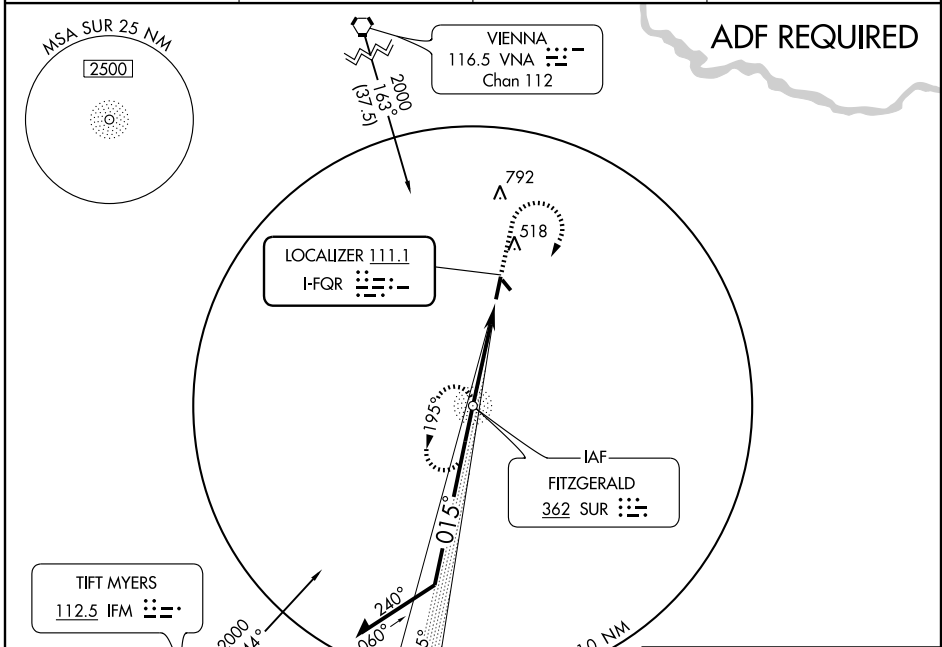 MSA SUR 25 NM
2500
VIENNA
116.5 VNA
Chan 112
ADF REQUIRED
2000
163°
(37.5)
792
518
LOCALIZER 111.1
I-FQR
195°
IAF
FITZGERALD
362 SUR
015°
TIFT MYERS
112.5 IFM
2000
240°
060°
10 NM